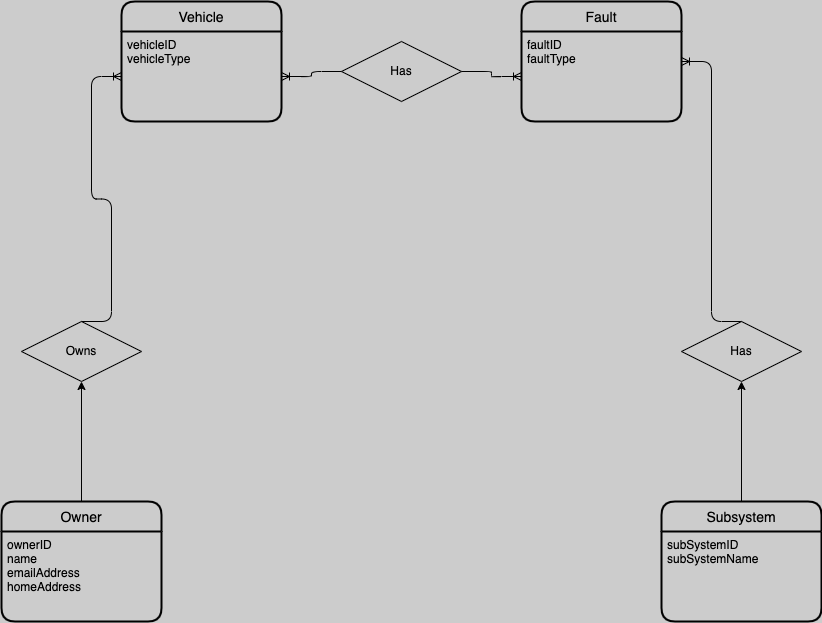 Vehicle
vehicleID
vehicleType
Has
Fault
faultID
faultType
Owns
Has
Owner
ownerID
name
emailAddress
homeAddress
Subsystem
subSystemID
subSystemName